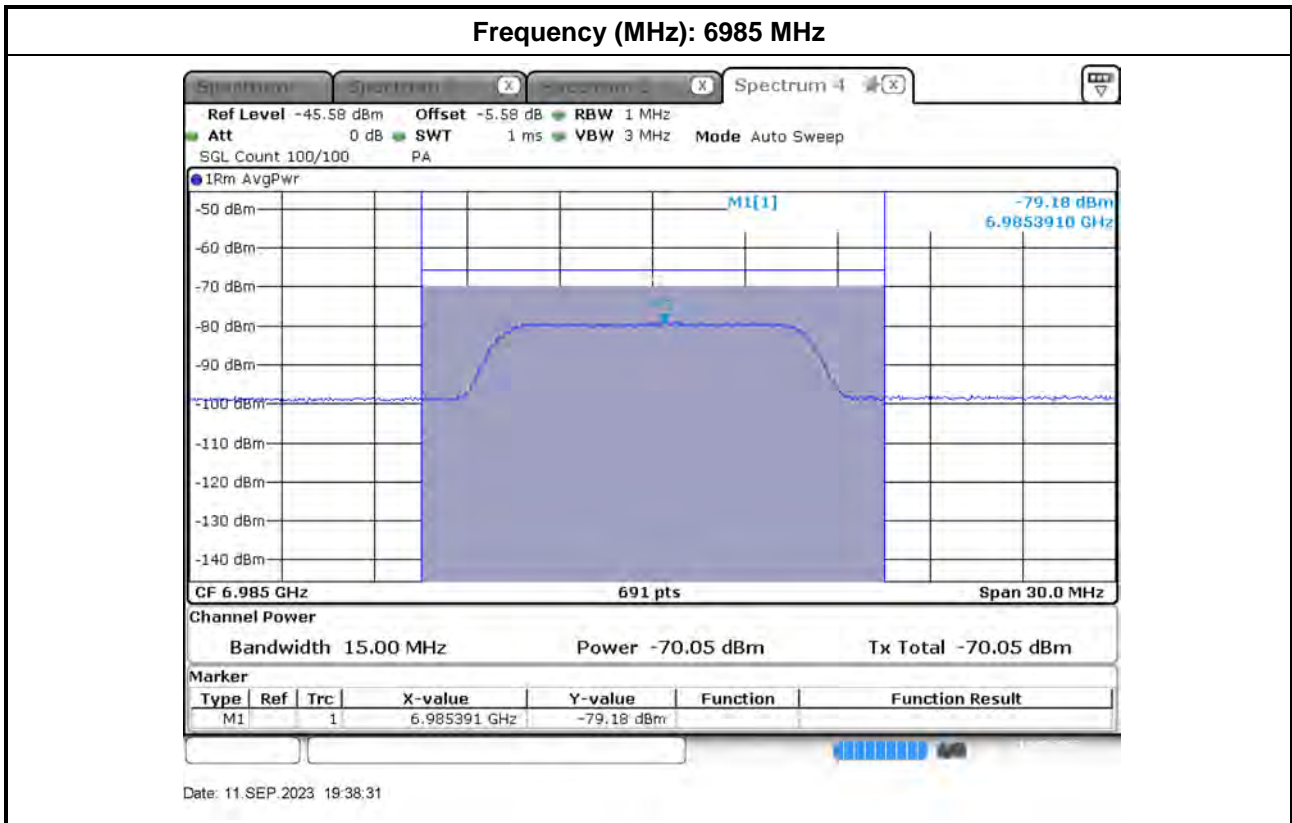 Frequency (MHz): 6985 MHz
Spectrum 4
Ref Level -45.58 dBm Offset -5.58 dB RBW 1 MHz
Att 0 dB SWT 1 ms VBW 3 MHz Mode Auto Sweep
SGL Count 100/100 PA
1Rm AvgPwr
M1[1] -79.18 dBm
6.9853910 GHz
-50 dBm
-60 dBm
-70 dBm
-80 dBm
-90 dBm
-100 dBm
-110 dBm
-120 dBm
-130 dBm
-140 dBm
CF 6.985 GHz 691 pts Span 30.0 MHz
Channel Power
Bandwidth 15.00 MHz Power -70.05 dBm Tx Total -70.05 dBm
Marker
Type Ref Trc X-value Y-value Function Function Result
M1 1 6.985391 GHz -79.18 dBm
Date: 11.SEP.2023 19:38:31